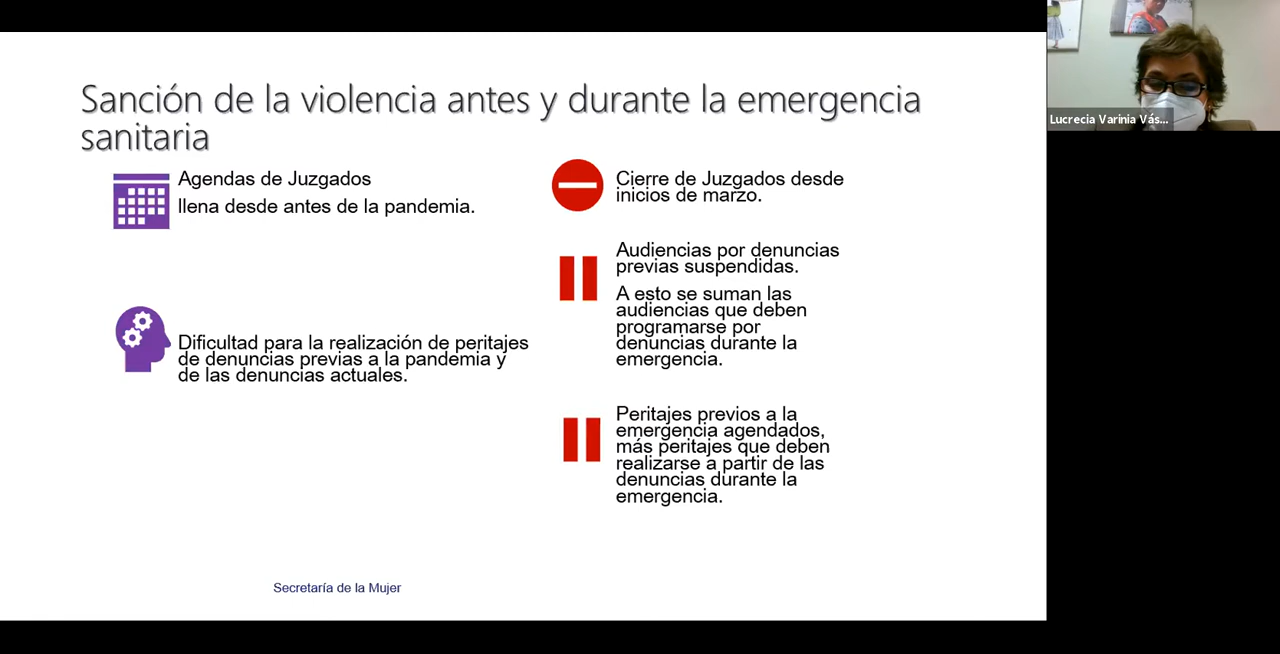 Sanción de la violencia antes y durante la emergencia
sanitaria
Agendas de Juzgados
llena desde antes de la pandemia.
Dificultad para la realización de peritajes
de denuncias previas a la pandemia y
de las denuncias actuales.
Cierre de Juzgados desde
inicios de marzo.
Audiencias por denuncias
previas suspendidas.
A esto se suman las
audiencias que deben
programarse por
denuncias durante la
emergencia.
Peritajes previos a la
emergencia agendados,
más peritajes que deben
realizarse a partir de las
denuncias durante la
emergencia.
Secretaría de la Mujer
Lucrecia Varinia Vás...